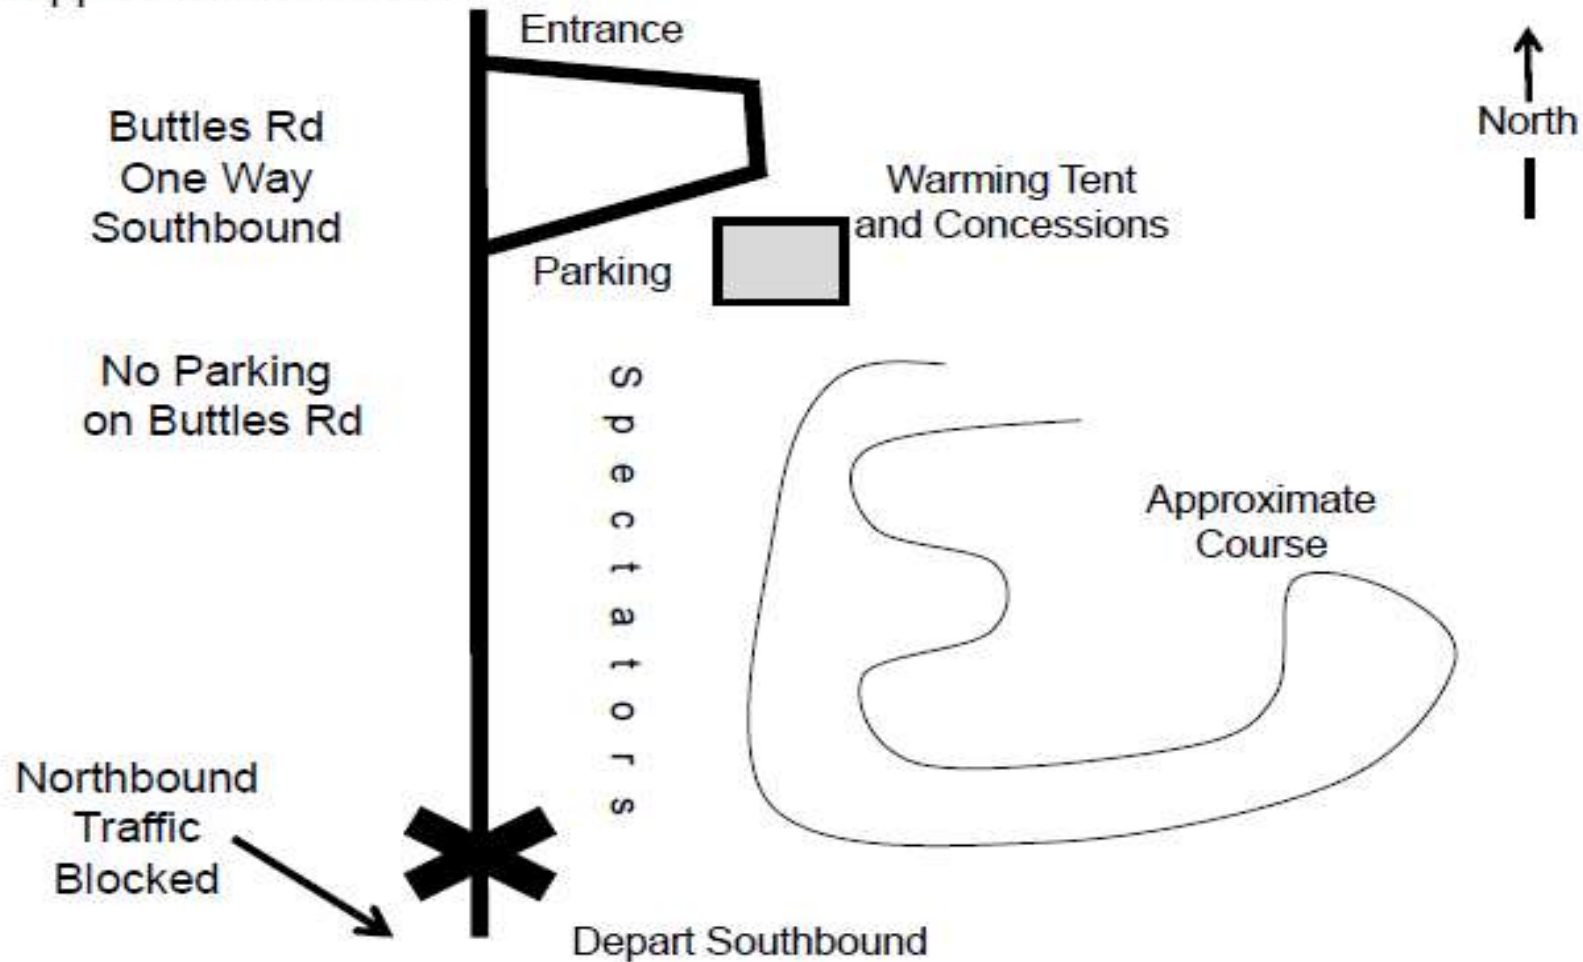 Entrance
North
Buttles Rd
One Way
Southbound
Warming Tent
and Concessions
Parking
No Parking
on Buttles Rd
Spectators
Approximate
Course
Northbound
Traffic
Blocked
Depart Southbound